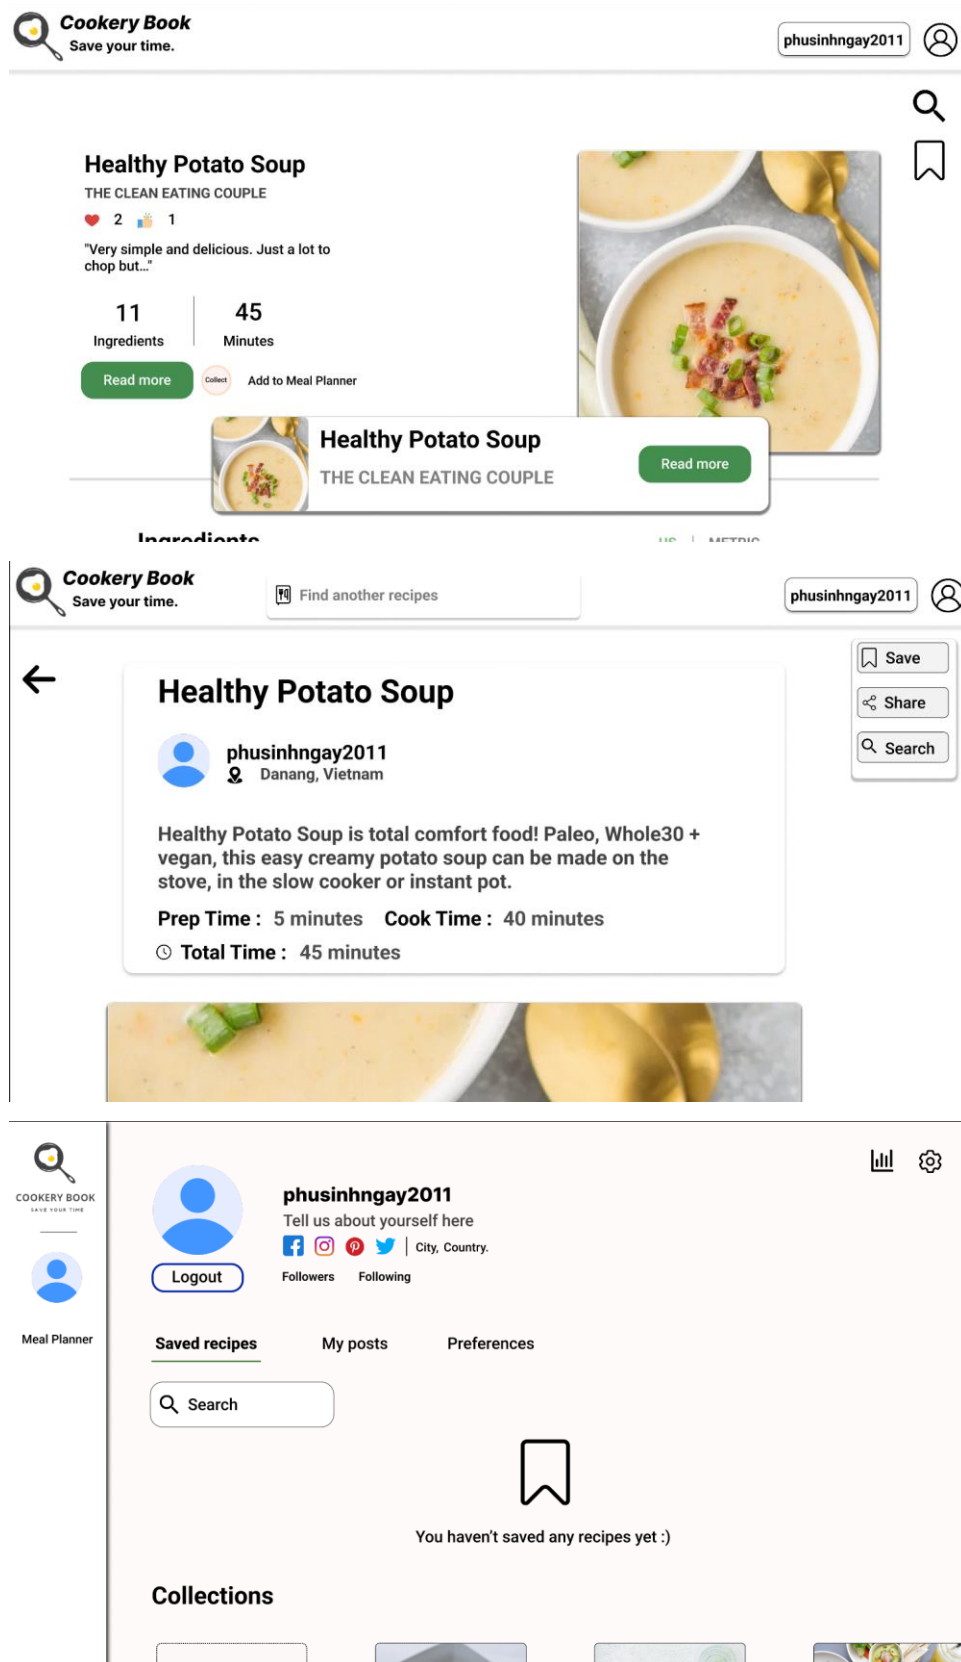 Cookery Book
Save your time.
phusinhngay2011
Healthy Potato Soup
THE CLEAN EATING COUPLE
2 1
"Very simple and delicious. Just a lot to
chop but..."
11 45
Ingredients Minutes
Read more Collect Add to Meal Planner
Healthy Potato Soup
THE CLEAN EATING COUPLE
Read more
Ingredients US | METRIC
Cookery Book
Save your time.
Find another recipes
phusinhngay2011
Save
Share
Search
Healthy Potato Soup
phusinhngay2011
Danang, Vietnam
Healthy Potato Soup is total comfort food! Paleo, Whole30 +
vegan, this easy creamy potato soup can be made on the
stove, in the slow cooker or instant pot.
Prep Time : 5 minutes Cook Time : 40 minutes
Total Time : 45 minutes
COOKERY BOOK
SAVE YOUR TIME
Meal Planner
phusinhngay2011
Tell us about yourself here
City, Country.
Logout
Followers Following
Saved recipes My posts Preferences
Search
You haven't saved any recipes yet :)
Collections